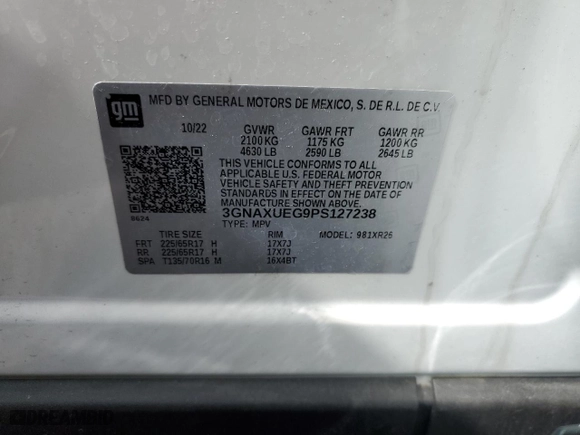 gm
MFD BY GENERAL MOTORS DE MEXICO, S. DE R.L. DE C.V.
10/22 GVWR GAWR FRT GAWR RR
2100 KG 1175 KG 1200 KG
4630 LB 2590 LB 2645 LB
THIS VEHICLE CONFORMS TO ALL
APPLICABLE U.S. FEDERAL MOTOR
VEHICLE SAFETY AND THEFT PREVENTION
STANDARDS IN EFFECT ON THE DATE OF
MANUFACTURE SHOWN ABOVE.
3GNAXUEG9PS127238
8624
TYPE: MPV
TIRE SIZE RIM MODEL: 981XR26
FRT 225/65R17 H 17X7J
RR 225/65R17 H 17X7J
SPA T135/70R16 M 16X4BT
DREAMBID